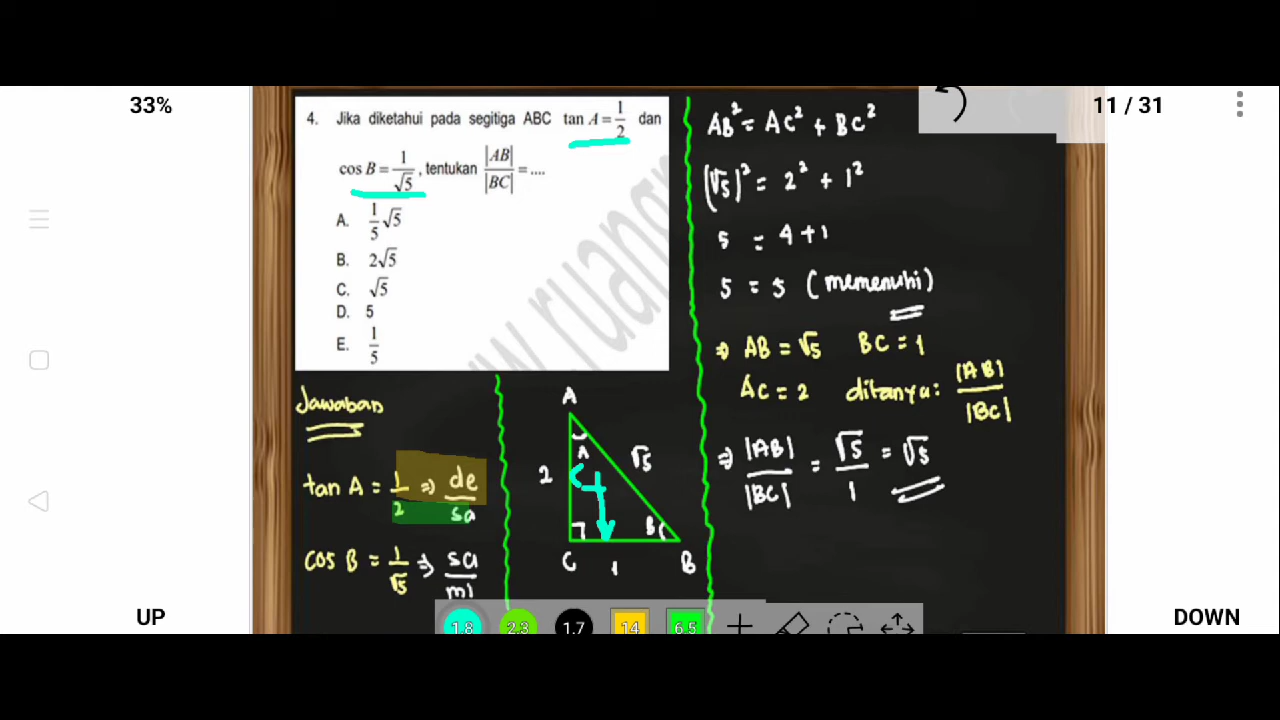 33%
11 / 31
4. Jika diketahui pada segitiga ABC tan A = 1/2 dan
cos B = 1/√5, tentukan |AB|/|BC| = ....
A. 1/5 √5
B. 2√5
C. √5
D. 5
E. 1/5
www.ruang
Jawaban
tan A = 1/2 ⇒ de/sa
cos B = 1/√5 ⇒ sa/mi
A
A
2
√5
B
C
1
B
AB² = AC² + BC²
(√5)² = 2² + 1²
5 = 4 + 1
5 = 5 (memenuhi)
⇒ AB = √5 BC = 1
AC = 2 ditanya: |AB|/|BC|
⇒ |AB|/|BC| = √5/1 = √5
UP
DOWN
1.8 2.3 1.7 14 6.5